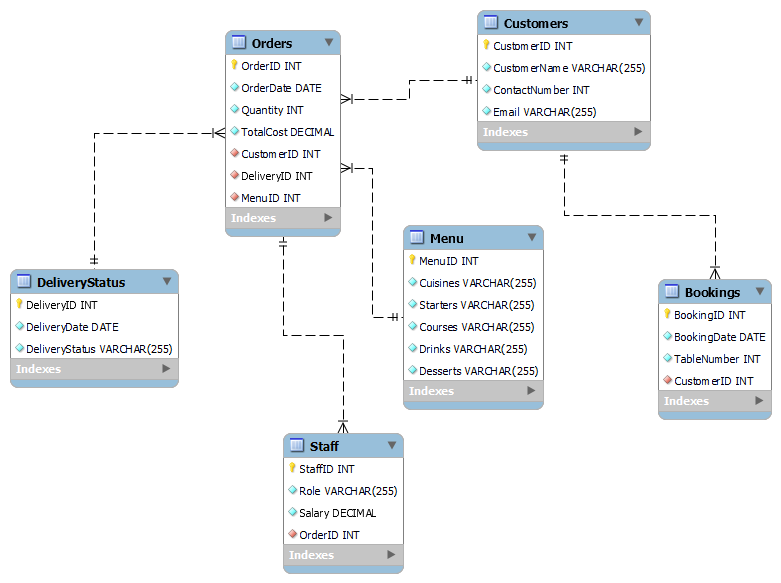 Orders
OrderID INT
OrderDate DATE
Quantity INT
TotalCost DECIMAL
CustomerID INT
DeliveryID INT
MenuID INT
Indexes
Customers
CustomerID INT
CustomerName VARCHAR(255)
ContactNumber INT
Email VARCHAR(255)
Indexes
DeliveryStatus
DeliveryID INT
DeliveryDate DATE
DeliveryStatus VARCHAR(255)
Indexes
Menu
MenuID INT
Cuisines VARCHAR(255)
Starters VARCHAR(255)
Courses VARCHAR(255)
Drinks VARCHAR(255)
Desserts VARCHAR(255)
Indexes
Bookings
BookingID INT
BookingDate DATE
TableNumber INT
CustomerID INT
Indexes
Staff
StaffID INT
Role VARCHAR(255)
Salary DECIMAL
OrderID INT
Indexes